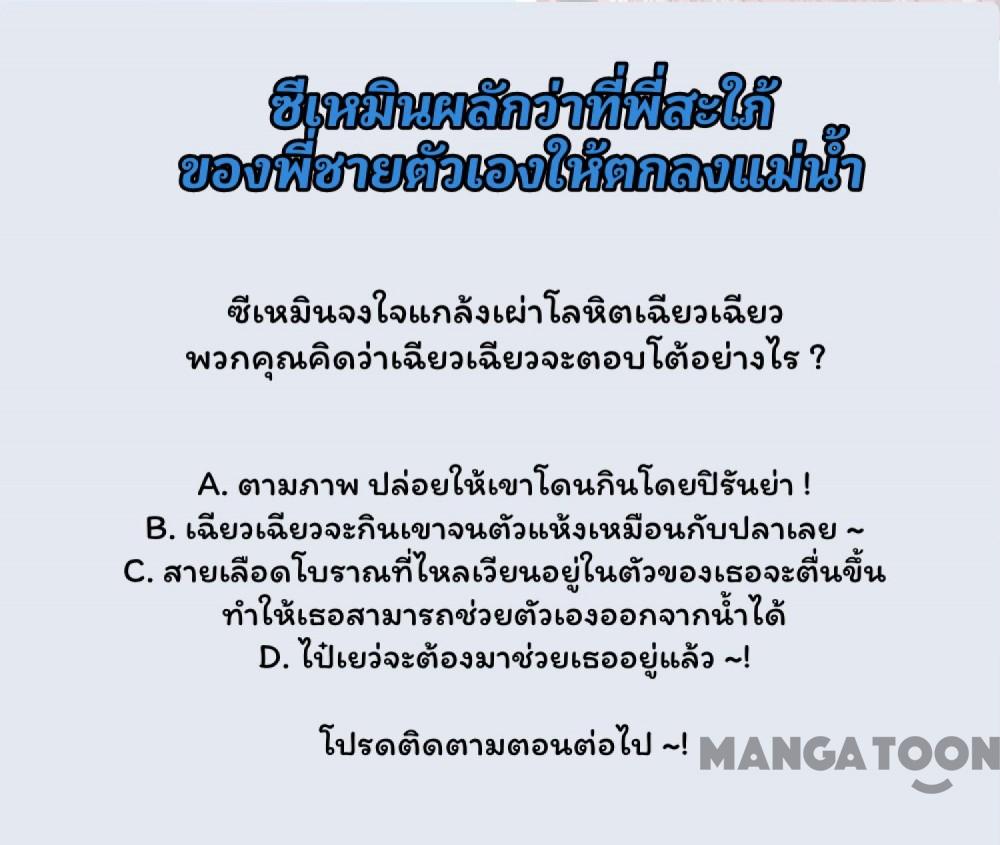 ซีเหมินผลักว่าที่พี่สะใภ้
ของพี่ชายตัวเองให้ตกลงแม่น้ำ
ซีเหมินจงใจแกล้งเผ่าโลหิตเฉียวเฉียว
พวกคุณคิดว่าเฉียวเฉียวจะตอบโต้อย่างไร ?
A. ตามภาพ ปล่อยให้เขาโดนกินโดยปิรันย่า !
B. เฉียวเฉียวจะกินเขาจนตัวแห้งเหมือนกับปลาเลย ~
C. สายเลือดโบราณที่ไหลเวียนอยู่ในตัวของเธอจะตื่นขึ้น
ทำให้เธอสามารถช่วยตัวเองออกจากน้ำได้
D. ไป๋เยว่จะต้องมาช่วยเธออยู่แล้ว ~!
โปรดติดตามตอนต่อไป ~!
MANGATOON